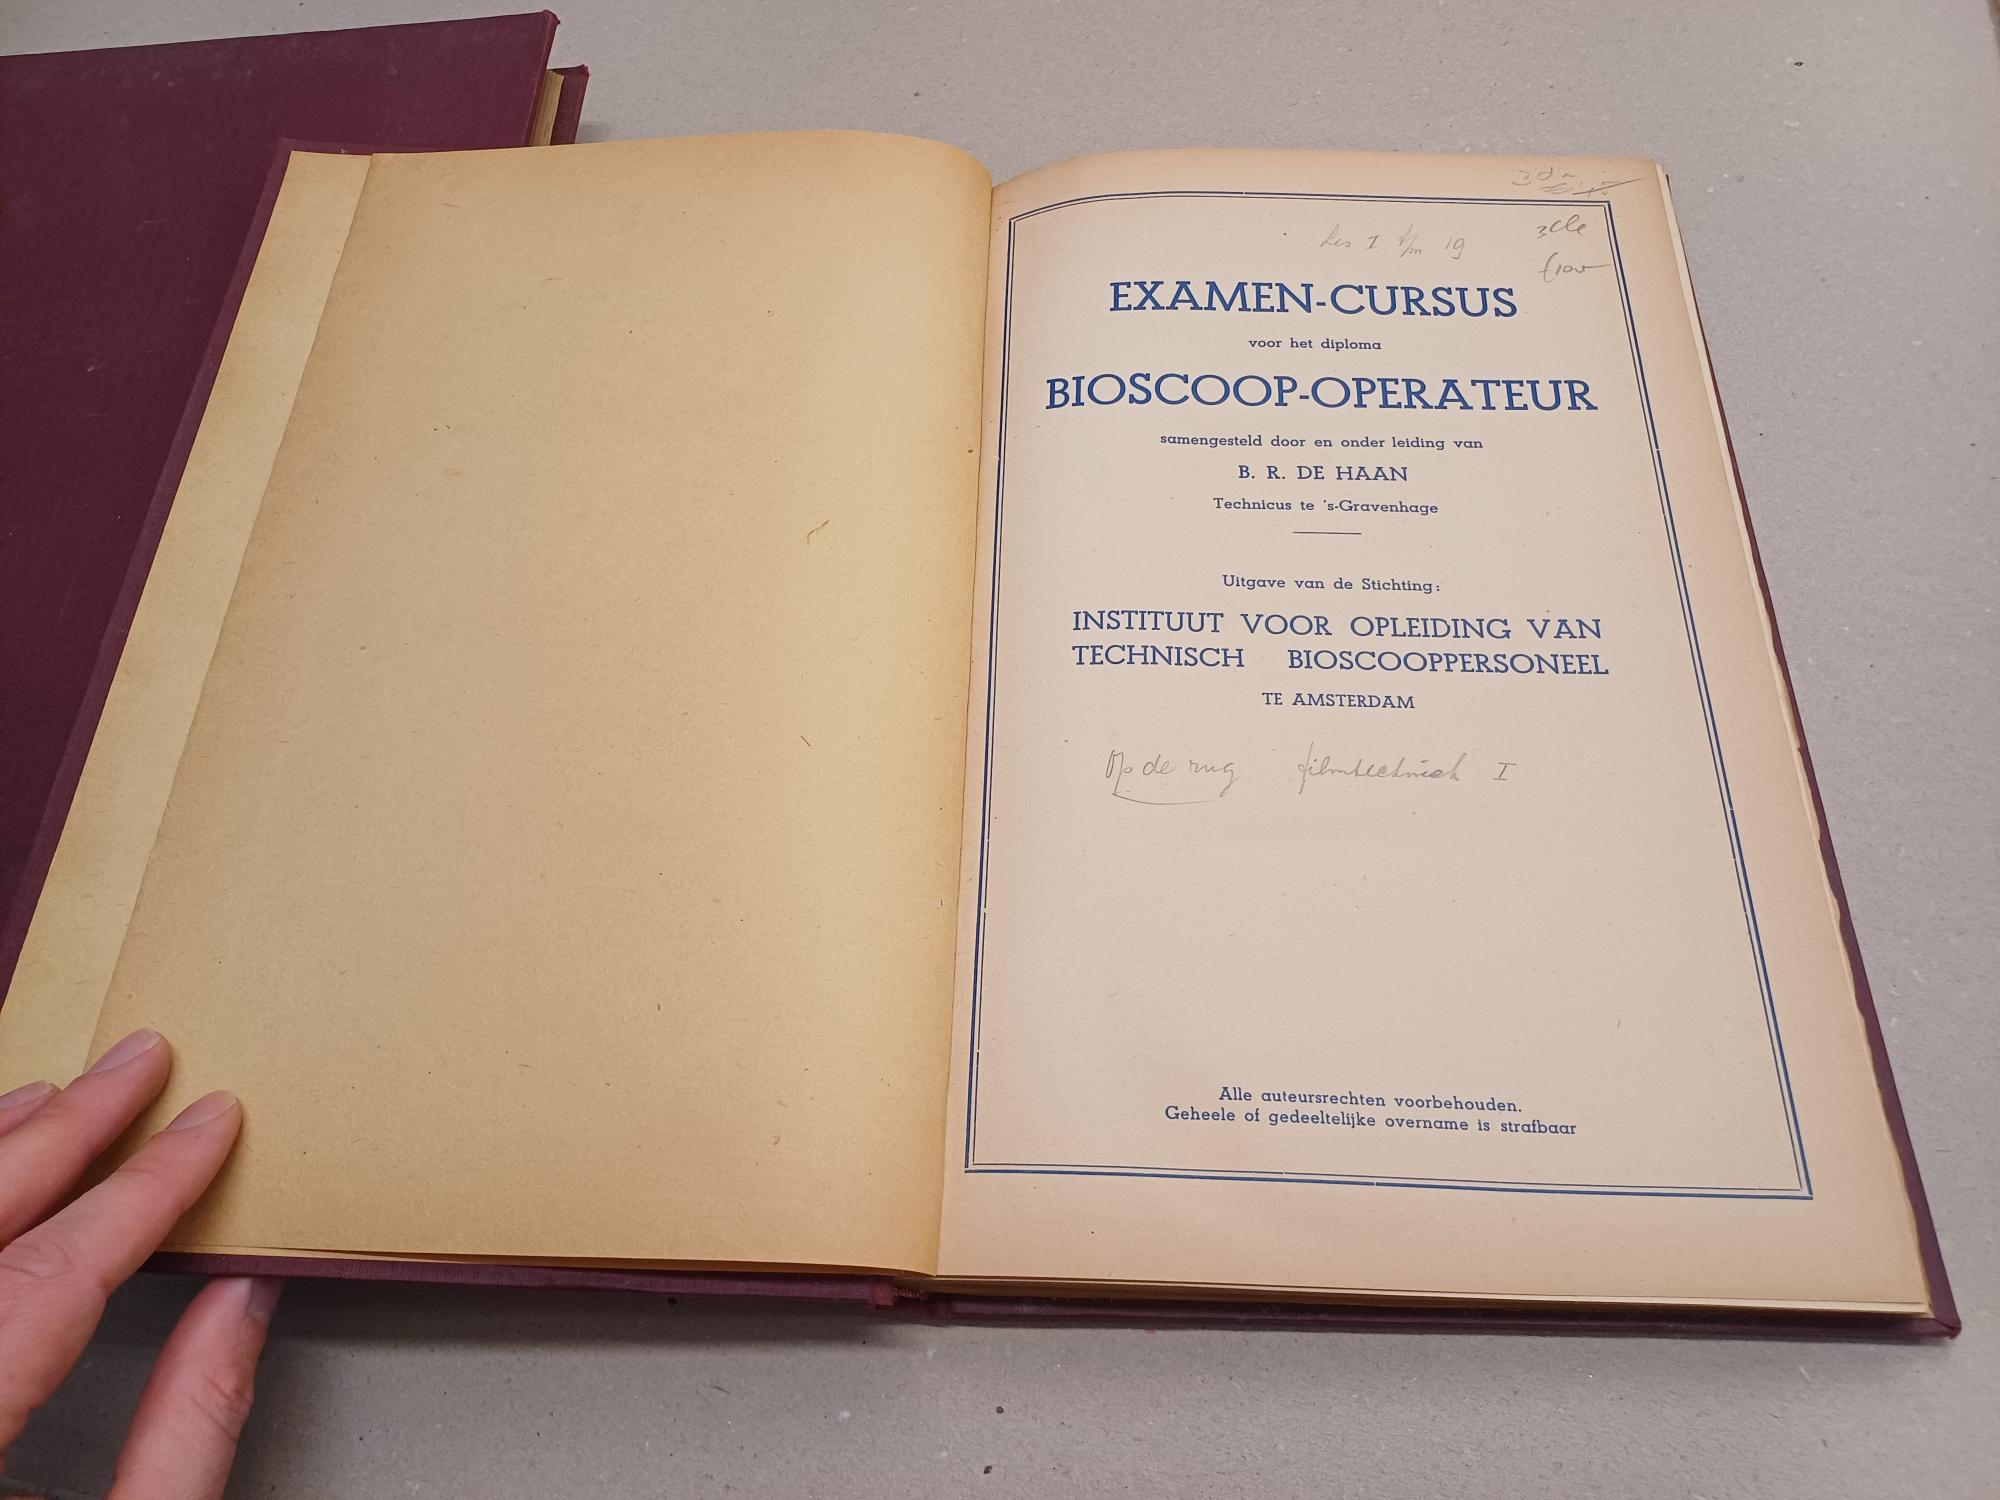 Les I t/m 19
EXAMEN-CURSUS
voor het diploma
BIOSCOOP-OPERATEUR
samengesteld door en onder leiding van
B. R. DE HAAN
Technicus te 's-Gravenhage
Uitgave van de Stichting:
INSTITUUT VOOR OPLEIDING VAN
TECHNISCH BIOSCOOPPERSONEEL
TE AMSTERDAM
Op de rug filmtechniek I
Alle auteursrechten voorbehouden.
Geheele of gedeeltelijke overname is strafbaar